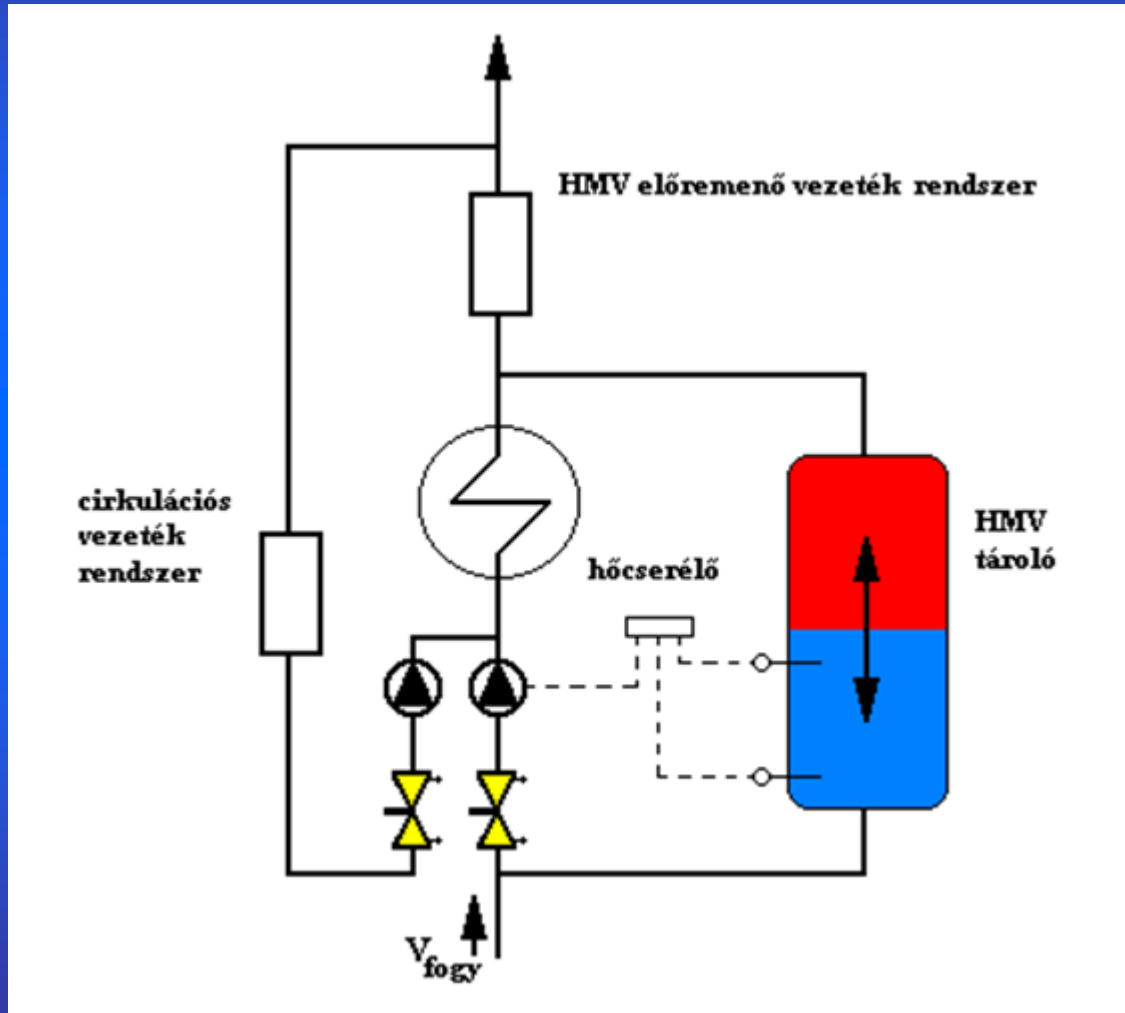 HMV előremenő vezeték rendszer
cirkulációs
vezeték
rendszer
hőcserélő
HMV
tároló
Vfogy